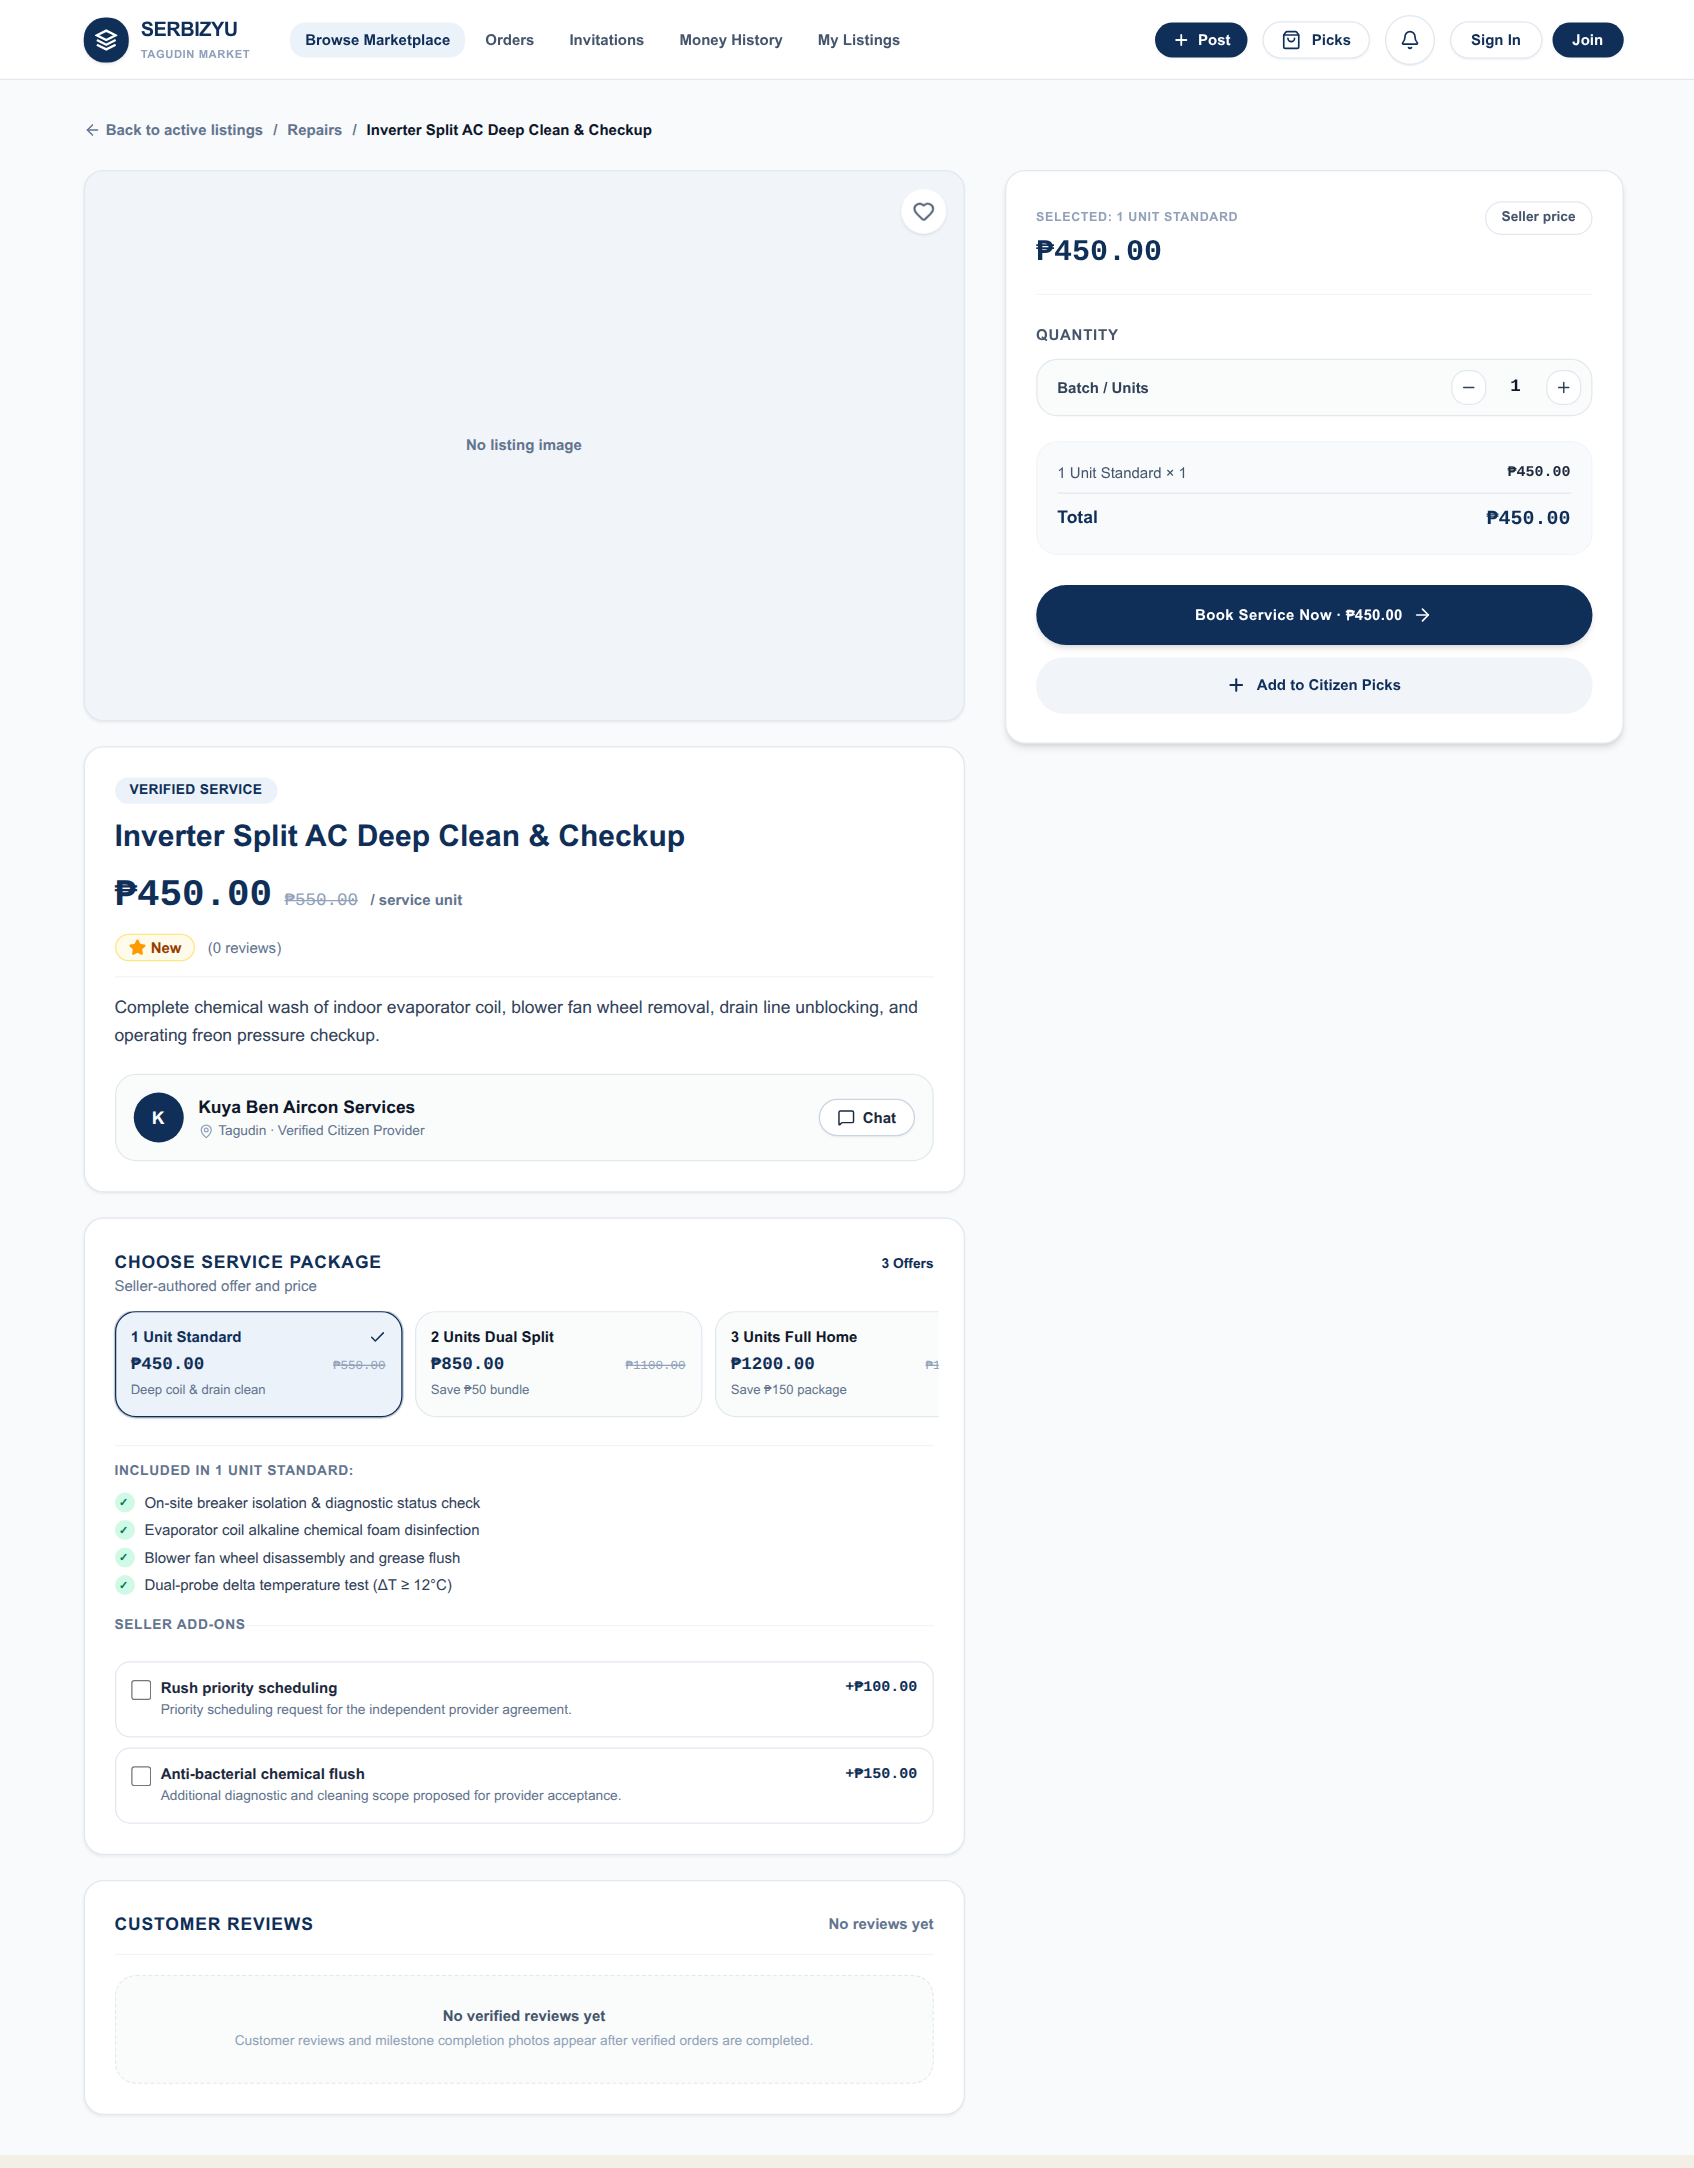 SERBIZYU
TAGUDIN MARKET
Browse Marketplace
Orders
Invitations
Money History
My Listings
Post
Picks
Sign In
Join
Back to active listings / Repairs / Inverter Split AC Deep Clean & Checkup
No listing image
SELECTED: 1 UNIT STANDARD
Seller price
₱450.00
QUANTITY
Batch / Units
1
1 Unit Standard × 1
₱450.00
Total
₱450.00
Book Service Now · ₱450.00
Add to Citizen Picks
VERIFIED SERVICE
Inverter Split AC Deep Clean & Checkup
₱450.00 ₱550.00 / service unit
New (0 reviews)
Complete chemical wash of indoor evaporator coil, blower fan wheel removal, drain line unblocking, and
operating freon pressure checkup.
K
Kuya Ben Aircon Services
Tagudin · Verified Citizen Provider
Chat
CHOOSE SERVICE PACKAGE
3 Offers
Seller-authored offer and price
1 Unit Standard
₱450.00 ₱550.00
Deep coil & drain clean
2 Units Dual Split
₱850.00 ₱1100.00
Save ₱50 bundle
3 Units Full Home
₱1200.00 ₱1
Save ₱150 package
INCLUDED IN 1 UNIT STANDARD:
On-site breaker isolation & diagnostic status check
Evaporator coil alkaline chemical foam disinfection
Blower fan wheel disassembly and grease flush
Dual-probe delta temperature test (ΔT ≥ 12°C)
SELLER ADD-ONS
Rush priority scheduling
+₱100.00
Priority scheduling request for the independent provider agreement.
Anti-bacterial chemical flush
+₱150.00
Additional diagnostic and cleaning scope proposed for provider acceptance.
CUSTOMER REVIEWS
No reviews yet
No verified reviews yet
Customer reviews and milestone completion photos appear after verified orders are completed.